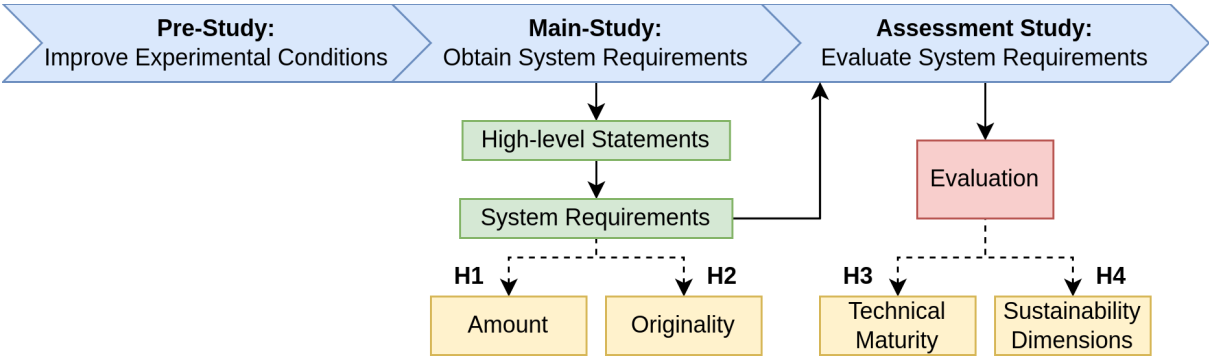 Pre-Study:
Improve Experimental Conditions
Main-Study:
Obtain System Requirements
Assessment Study:
Evaluate System Requirements
High-level Statements
System Requirements
Evaluation
H1
H2
H3
H4
Amount
Originality
Technical
Maturity
Sustainability
Dimensions